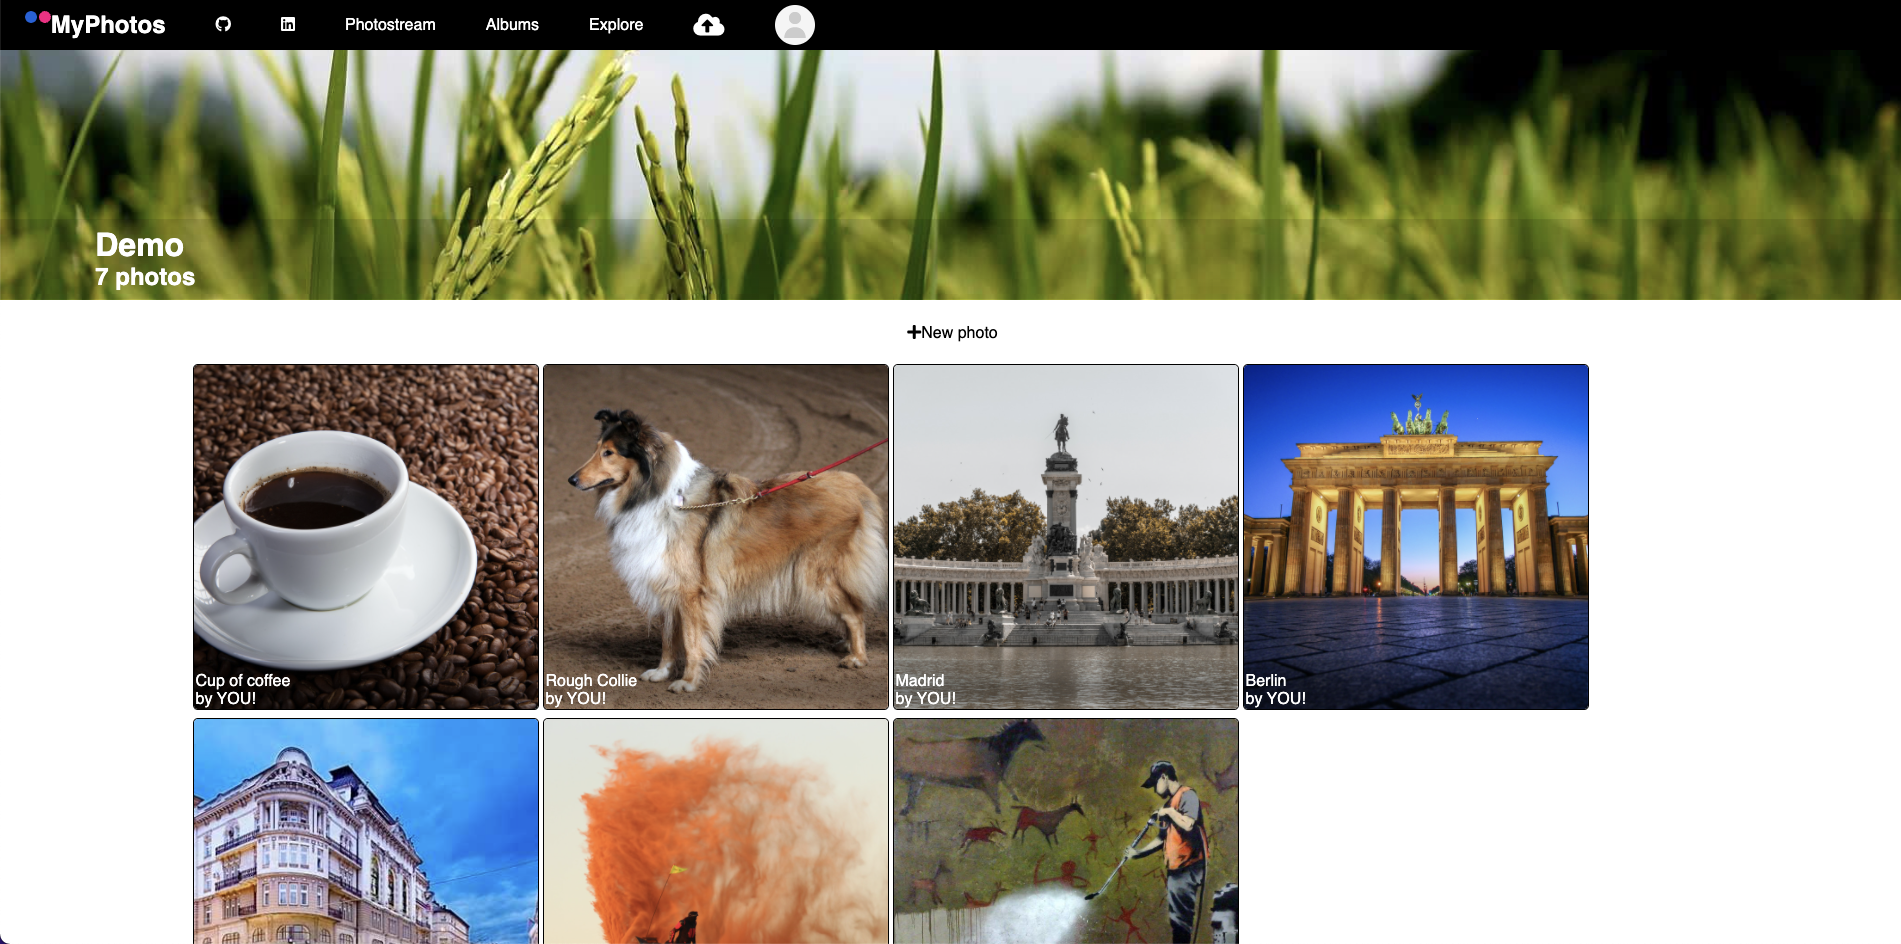 MyPhotos
Photostream
Albums
Explore
Demo
7 photos
New photo
Cup of coffee
by YOU!
Rough Collie
by YOU!
Madrid
by YOU!
Berlin
by YOU!